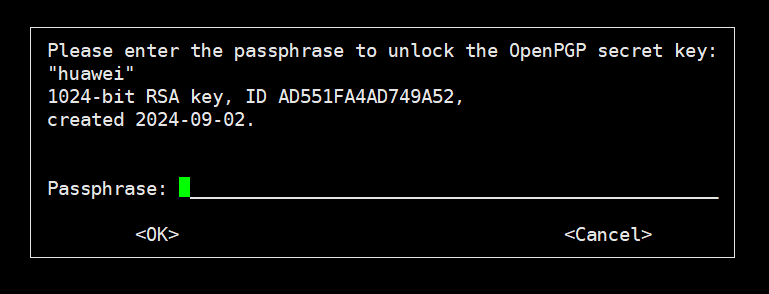 Please enter the passphrase to unlock the OpenPGP secret key:
"huawei"
1024-bit RSA key, ID AD551FA4AD749A52,
created 2024-09-02.
Passphrase:
<OK> <Cancel>